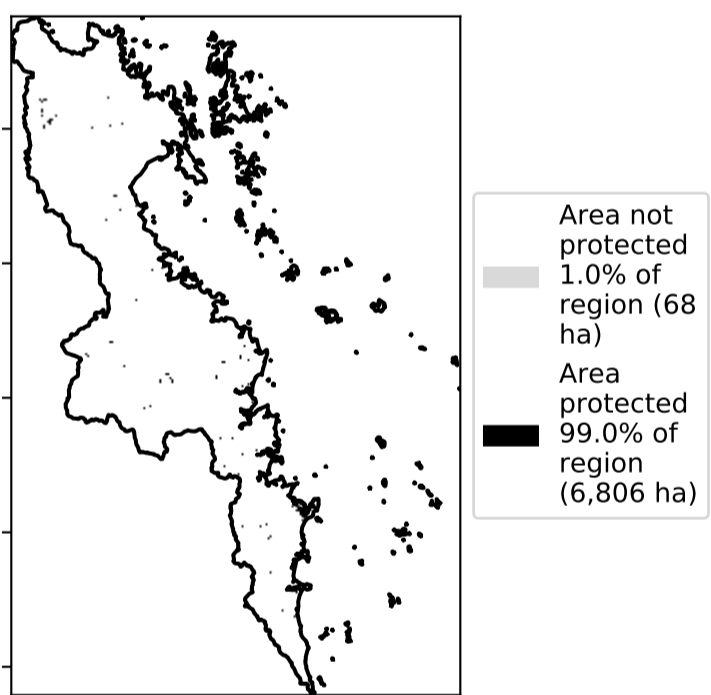 Area not
protected
1.0% of
region (68
ha)
Area
protected
99.0% of
region
(6,806 ha)